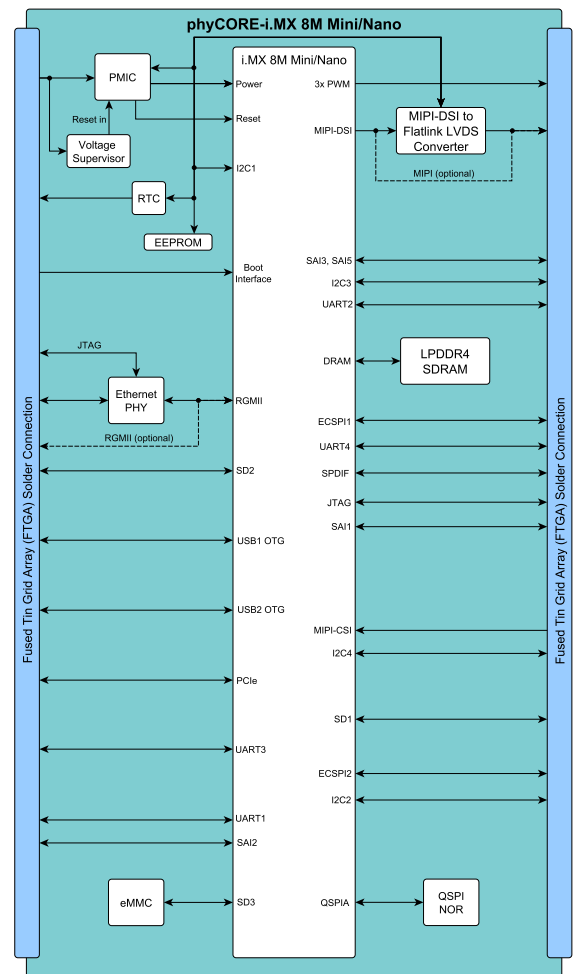 phyCORE-i.MX 8M Mini/Nano
i.MX 8M Mini/Nano
PMIC
Power
Reset in
Reset
Voltage
Supervisor
I2C1
RTC
EEPROM
Boot
Interface
JTAG
Ethernet
PHY
RGMII
RGMII (optional)
SD2
USB1 OTG
USB2 OTG
PCIe
UART3
UART1
SAI2
eMMC
SD3
Fused Tin Grid Array (FTGA) Solder Connection
3x PWM
MIPI-DSI
MIPI-DSI to
Flatlink LVDS
Converter
MIPI (optional)
SAI3, SAI5
I2C3
UART2
DRAM
LPDDR4
SDRAM
ECSPI1
UART4
SPDIF
JTAG
SAI1
MIPI-CSI
I2C4
SD1
ECSPI2
I2C2
QSPIA
QSPI
NOR
Fused Tin Grid Array (FTGA) Solder Connection